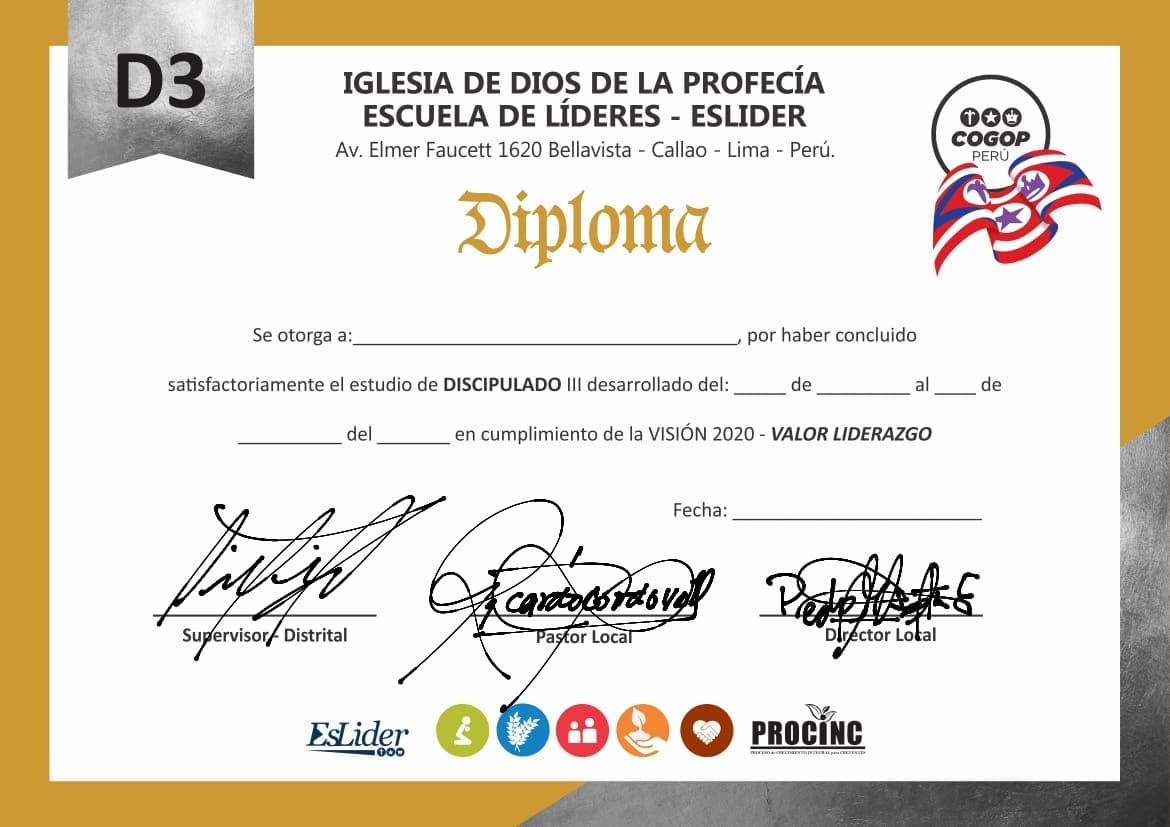 D3
IGLESIA DE DIOS DE LA PROFECÍA
ESCUELA DE LÍDERES - ESLIDER
Av. Elmer Faucett 1620 Bellavista - Callao - Lima - Perú.
COGOP
PERÚ
Diploma
Se otorga a:____________________, por haber concluido
satisfactoriamente el estudio de DISCIPULADO III desarrollado del: _____ de _________ al ____ de
__________ del _______ en cumplimiento de la VISIÓN 2020 - VALOR LIDERAZGO
Fecha: ________________________
Ricardo Cordova
Pedro
Supervisor - Distrital
Pastor Local
Director Local
EsLider
PROCINC
PROCESO de CRECIMIENTO INTEGRAL para CREYENTES